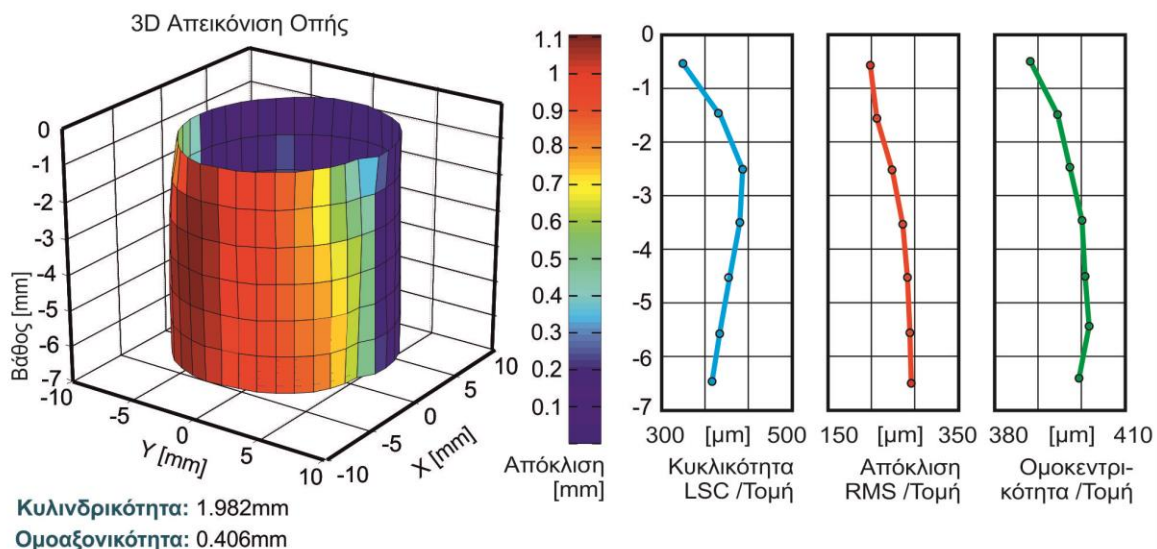 3D Απεικόνιση Οπής
0
-1
-2
-3
-4
-5
-6
-7
Βάθος [mm]
-10
-5
0
5
10
Y [mm]
-10
-5
0
5
10
X [mm]
1.1
1
0.9
0.8
0.7
0.6
0.5
0.4
0.3
0.2
0.1
Απόκλιση
[mm]
0
-1
-2
-3
-4
-5
-6
-7
300 [μm] 500
Κυκλικότητα
LSC /Τομή
150 [μm] 350
Απόκλιση
RMS /Τομή
380 [μm] 410
Ομοκεντρι-
κότητα /Τομή
Κυλινδρικότητα: 1.982mm
Ομοαξονικότητα: 0.406mm